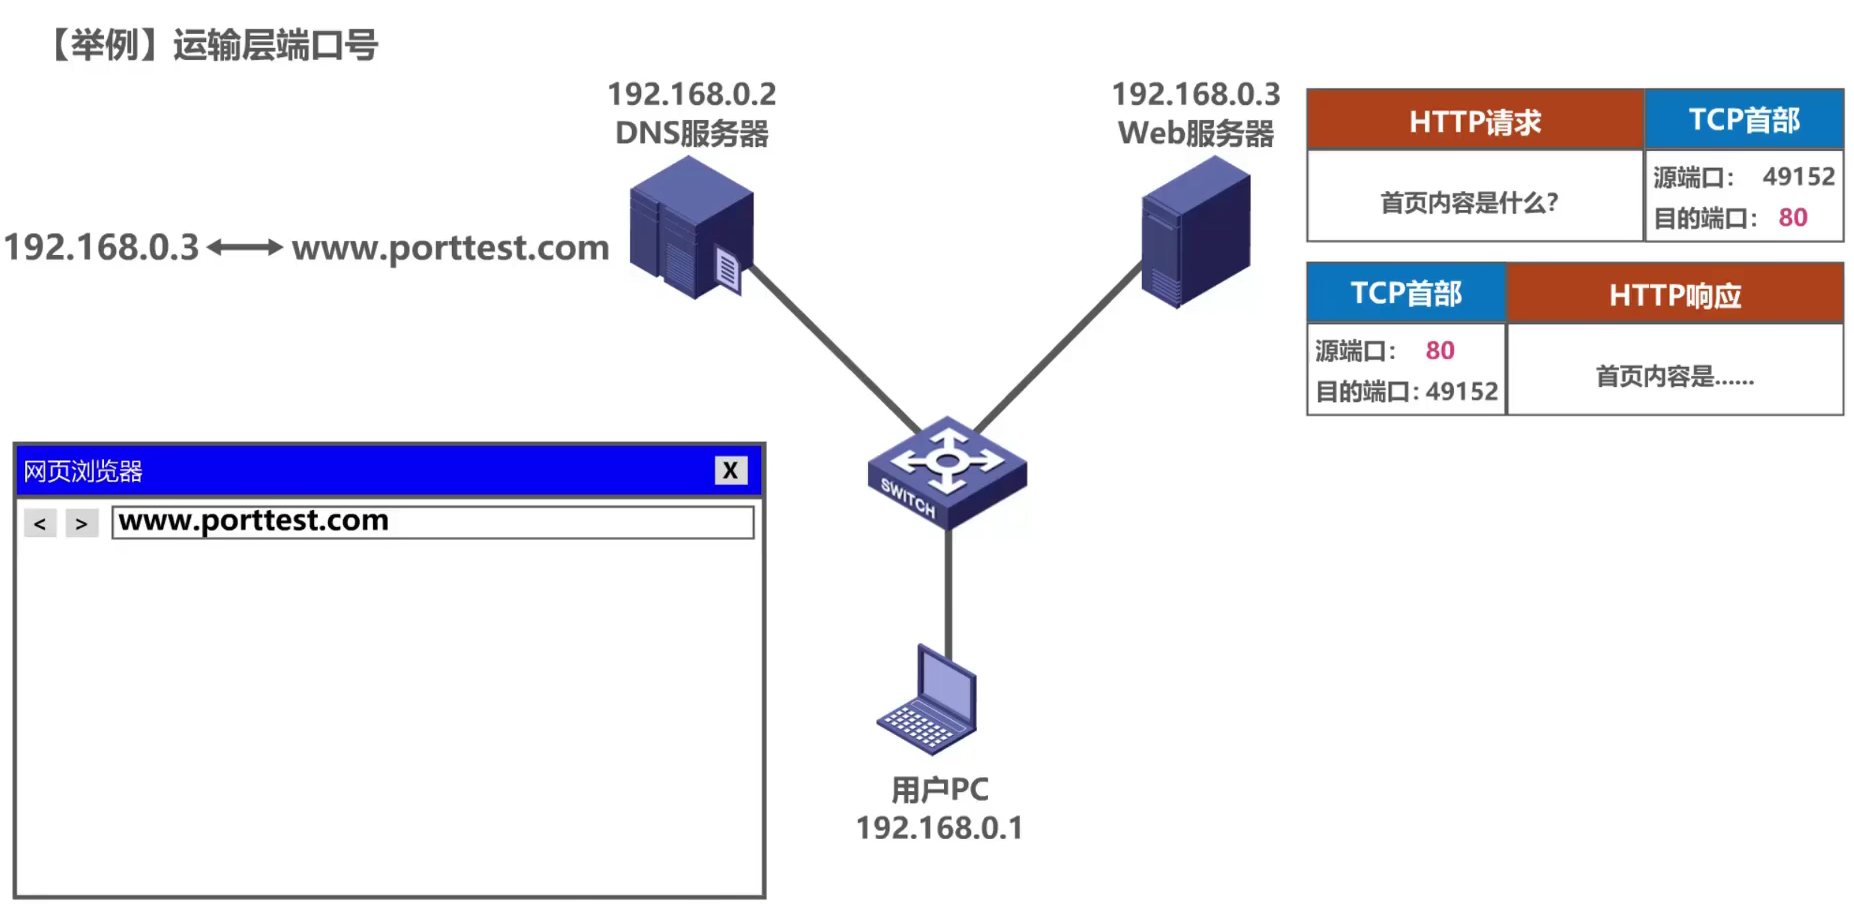 【举例】运输层端口号
192.168.0.2
DNS服务器
192.168.0.3
Web服务器
192.168.0.3
www.porttest.com
HTTP请求
TCP首部
首页内容是什么?
源端口: 49152
目的端口: 80
TCP首部
HTTP响应
源端口: 80
目的端口: 49152
首页内容是......
SWITCH
网页浏览器
X
< >
www.porttest.com
用户PC
192.168.0.1